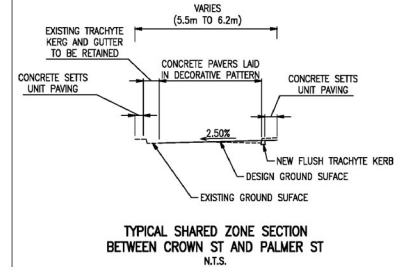 VARIES
(5.5m TO 6.2m)
EXISTING TRACHYTE
KERG AND GUTTER
TO BE RETAINED
CONCRETE PAVERS LAID
IN DECORATIVE PATTERN
CONCRETE SETTS
UNIT PAVING
CONCRETE SETTS
UNIT PAVING
2.50%
NEW FLUSH TRACHYTE KERB
DESIGN GROUND SUFACE
EXISTING GROUND SUFACE
TYPICAL SHARED ZONE SECTION
BETWEEN CROWN ST AND PALMER ST
N.T.S.